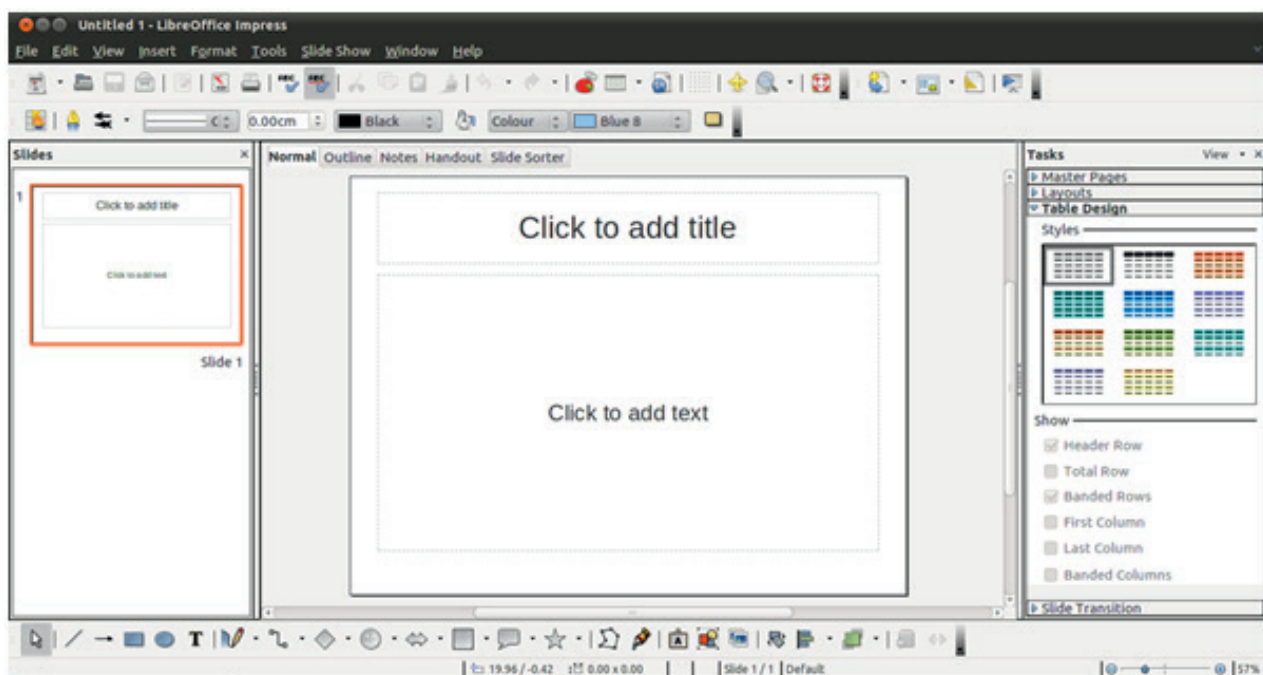 Untitled 1 - LibreOffice Impress
File Edit View Insert Format Tools Slide Show Window Help
0.00cm Black Colour Blue 8
Slides
Normal Outline Notes Handout Slide Sorter
Tasks View
1
Click to add title
Click to add text
Slide 1
Click to add title
Click to add text
Master Pages
Layouts
Table Design
Styles
Show
Header Row
Total Row
Banded Rows
First Column
Last Column
Banded Columns
Slide Transition
19.96 / -0.42 0.00 x 0.00 Slide 1 / 1 Default 57%